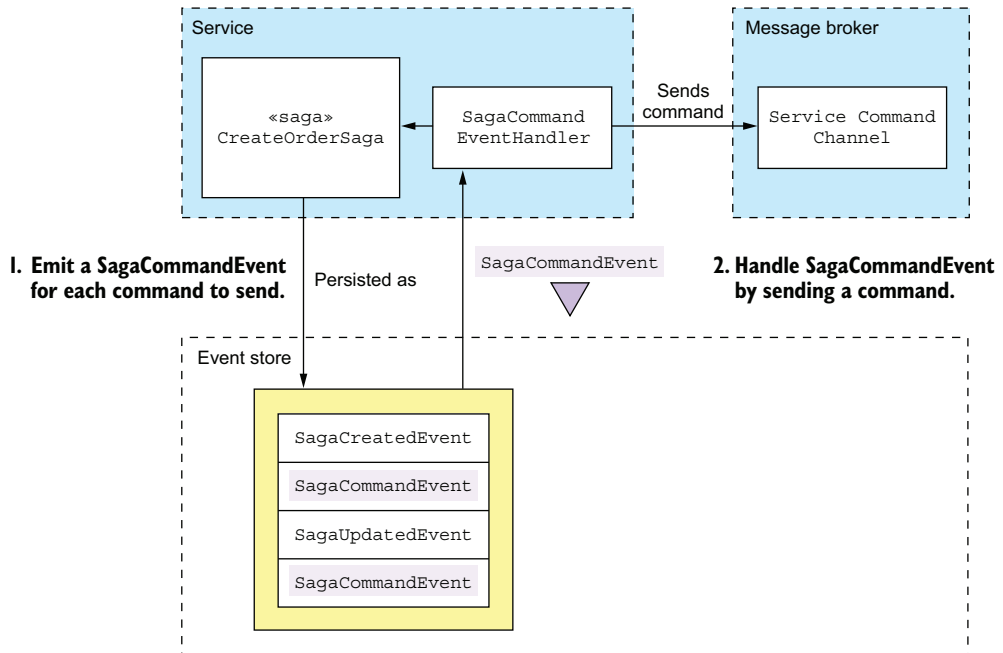 Service
Message broker
«saga»
CreateOrderSaga
SagaCommand
EventHandler
Sends
command
Service Command
Channel
1. Emit a SagaCommandEvent
for each command to send.
Persisted as
SagaCommandEvent
2. Handle SagaCommandEvent
by sending a command.
Event store
SagaCreatedEvent
SagaCommandEvent
SagaUpdatedEvent
SagaCommandEvent